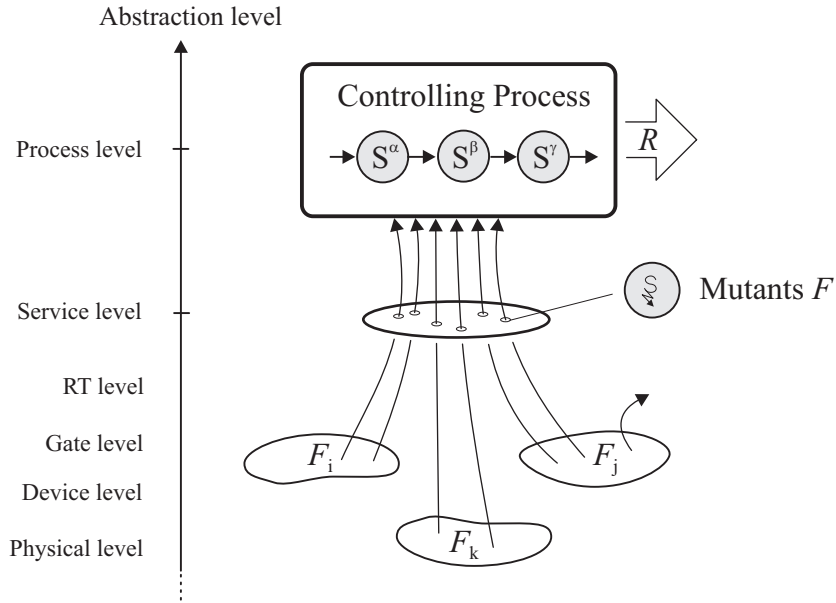 Abstraction level
Controlling Process
Process level
S^α S^β S^γ
R
Service level
S
Mutants F
RT level
Gate level
F_i
F_j
Device level
Physical level
F_k